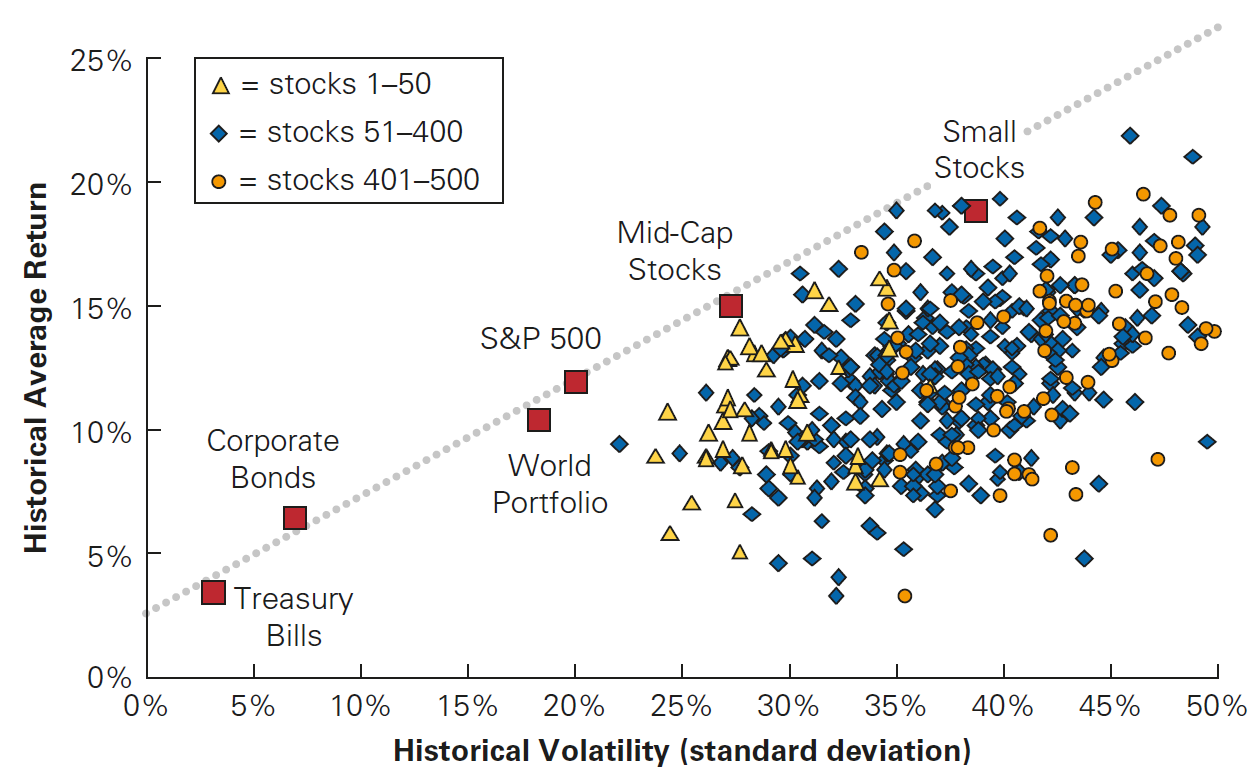 25%
20%
15%
10%
5%
0%
Historical Average Return
= stocks 1–50
= stocks 51–400
= stocks 401–500
Small
Stocks
Mid-Cap
Stocks
S&P 500
World
Portfolio
Corporate
Bonds
Treasury
Bills
0%
5%
10%
15%
20%
25%
30%
35%
40%
45%
50%
Historical Volatility (standard deviation)